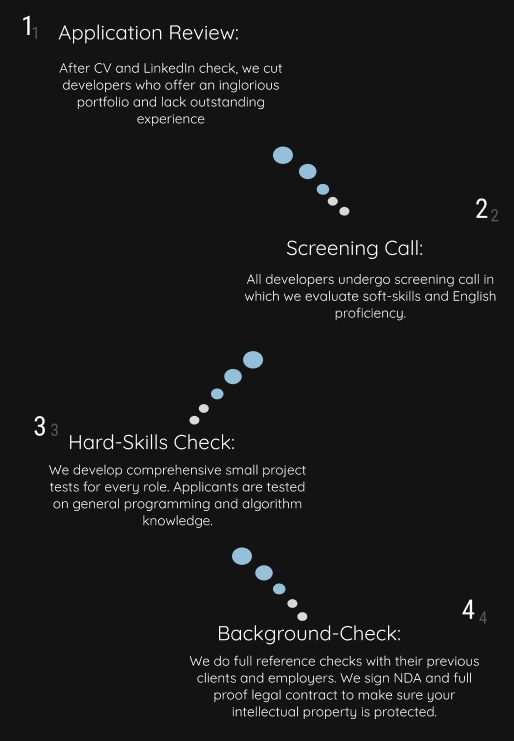 1
1
Application Review:
After CV and LinkedIn check, we cut
developers who offer an inglorious
portfolio and lack outstanding
experience
2
2
Screening Call:
All developers undergo screening call in
which we evaluate soft-skills and English
proficiency.
3
3
Hard-Skills Check:
We develop comprehensive small project
tests for every role. Applicants are tested
on general programming and algorithm
knowledge.
4
4
Background-Check:
We do full reference checks with their previous
clients and employers. We sign NDA and full
proof legal contract to make sure your
intellectual property is protected.